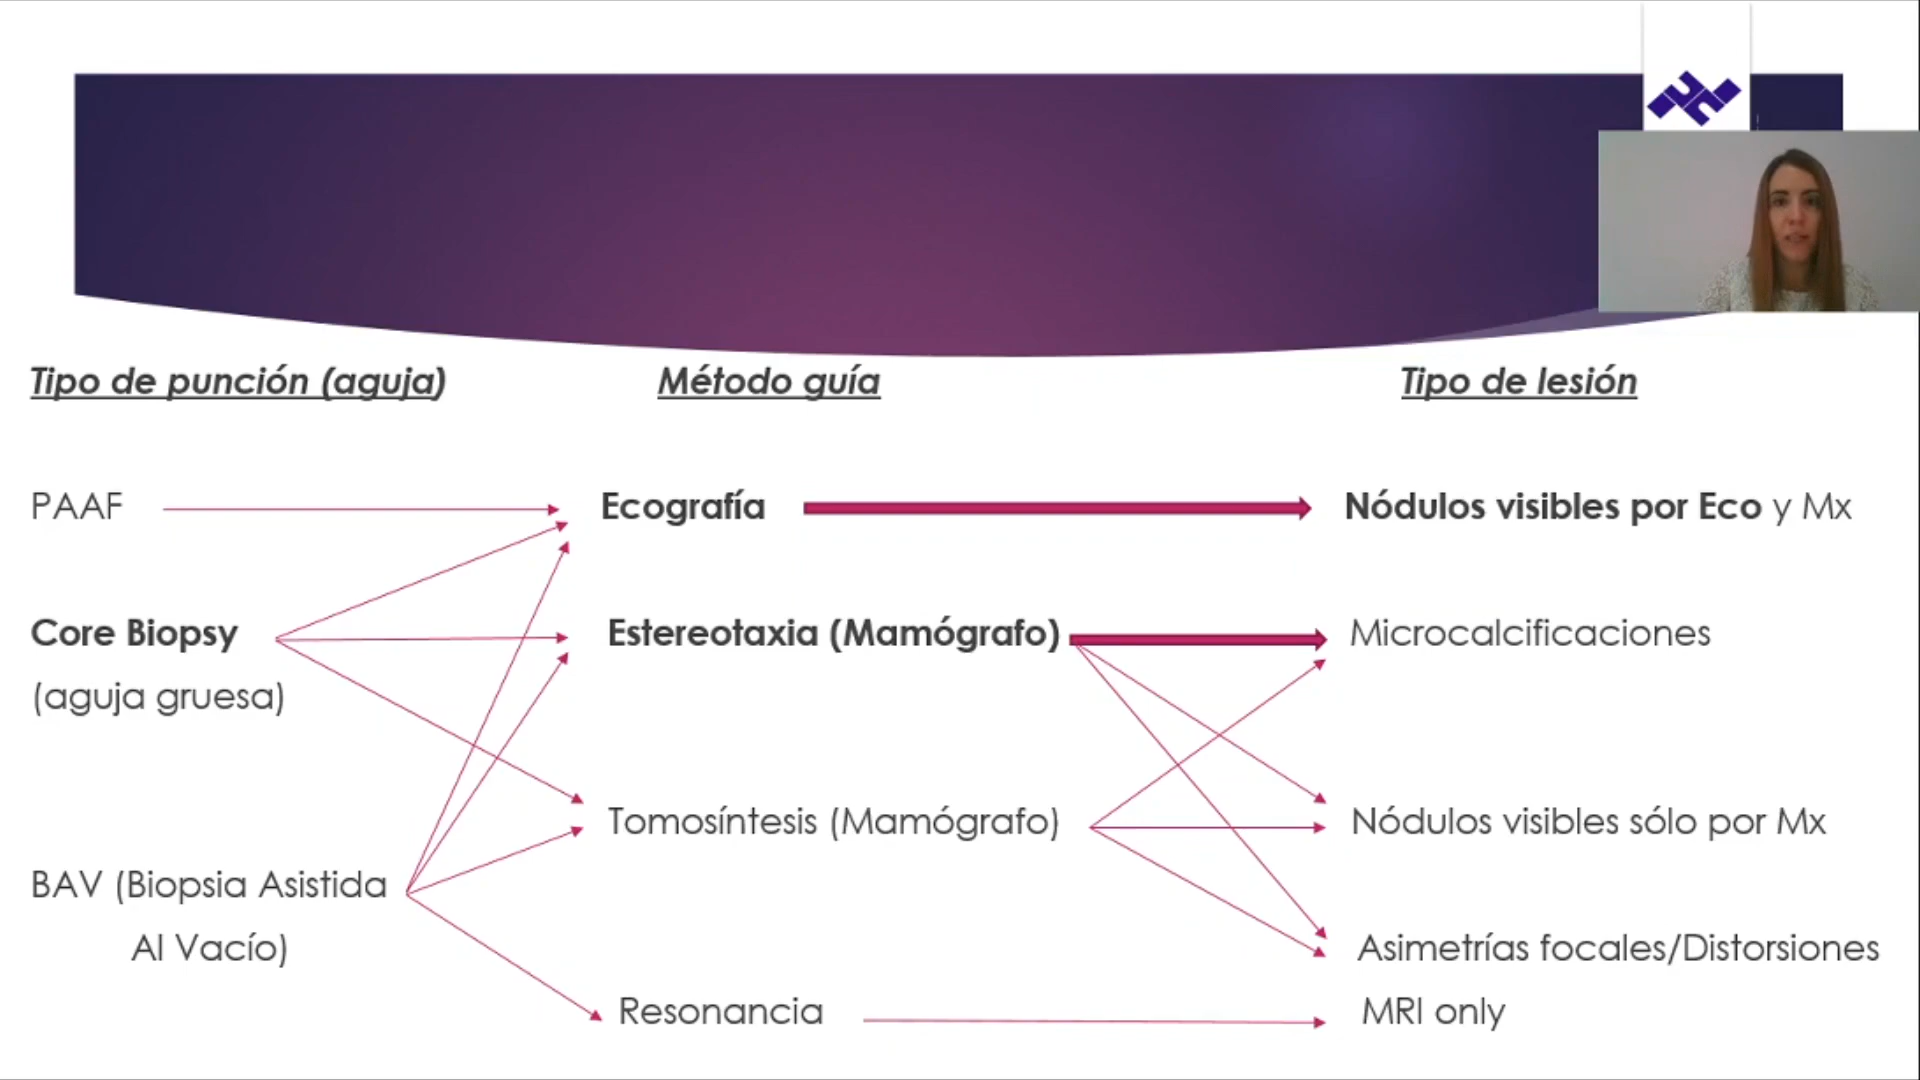 Tipo de punción (aguja)
Método guía
Tipo de lesión
PAAF
Ecografía
Nódulos visibles por Eco y Mx
Core Biopsy
(aguja gruesa)
Estereotaxia (Mamógrafo)
Microcalcificaciones
Tomosíntesis (Mamógrafo)
Nódulos visibles sólo por Mx
BAV (Biopsia Asistida
Al Vacío)
Asimetrías focales/Distorsiones
Resonancia
MRI only